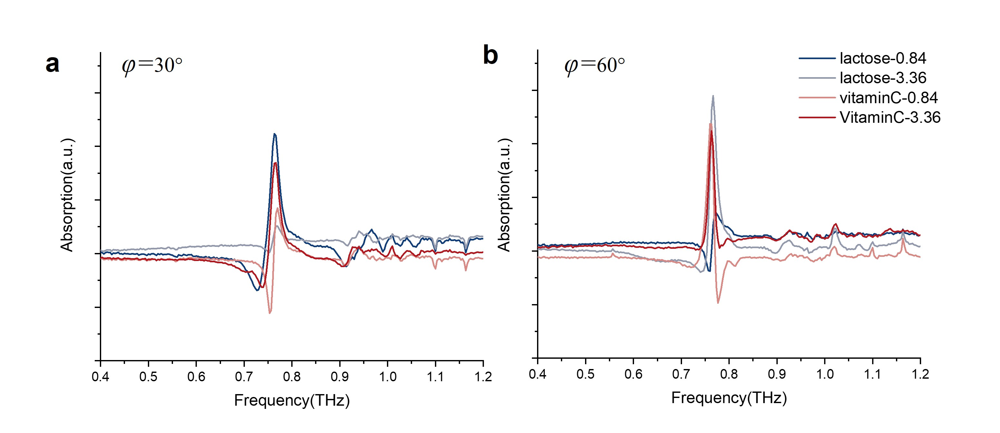 a
φ=30°
Absorption(a.u.)
0.4 0.5 0.6 0.7 0.8 0.9 1.0 1.1 1.2
Frequency(THz)
b
φ=60°
lactose-0.84
lactose-3.36
vitaminC-0.84
VitaminC-3.36
Absorption(a.u.)
0.4 0.5 0.6 0.7 0.8 0.9 1.0 1.1 1.2
Frequency(THz)